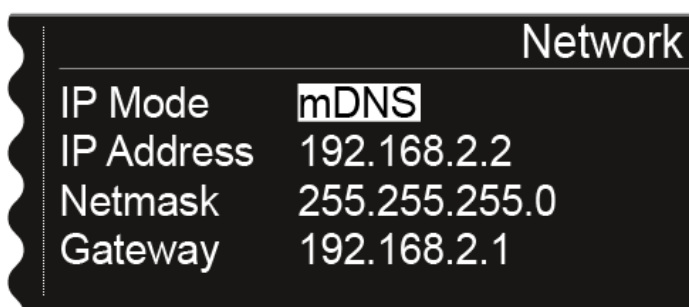 Network
IP Mode mDNS
IP Address 192.168.2.2
Netmask 255.255.255.0
Gateway 192.168.2.1